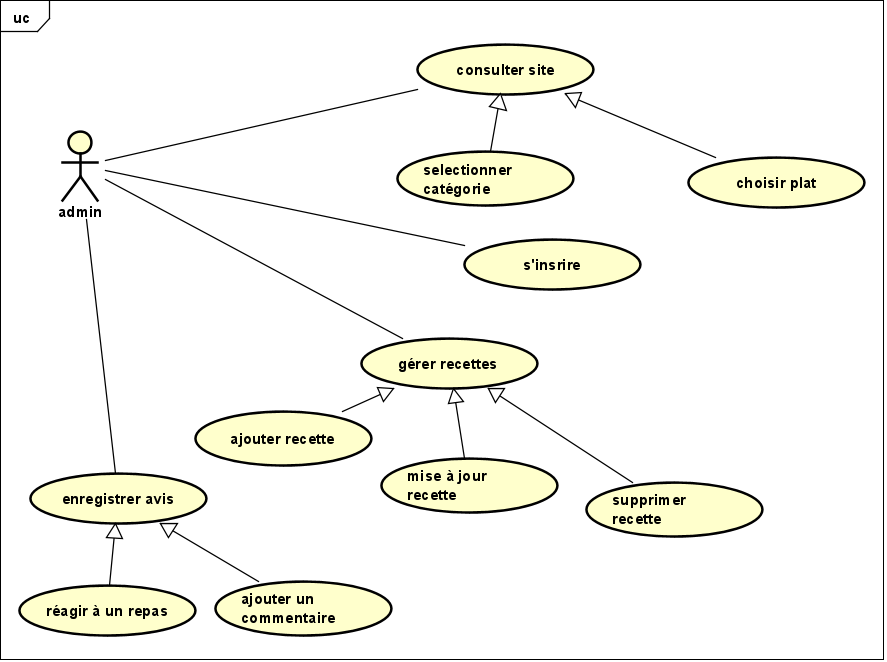 uc
consulter site
admin
selectionner
catégorie
choisir plat
s'insrire
gérer recettes
ajouter recette
mise à jour
recette
supprimer
recette
enregistrer avis
réagir à un repas
ajouter un
commentaire